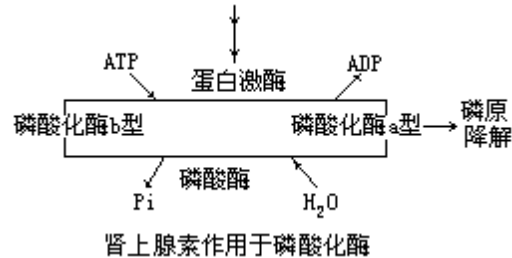 ATP
ADP
蛋白激酶
磷酸化酶b型
磷酸化酶a型
磷原
降解
磷酸酶
Pi
H₂O
肾上腺素作用于磷酸化酶